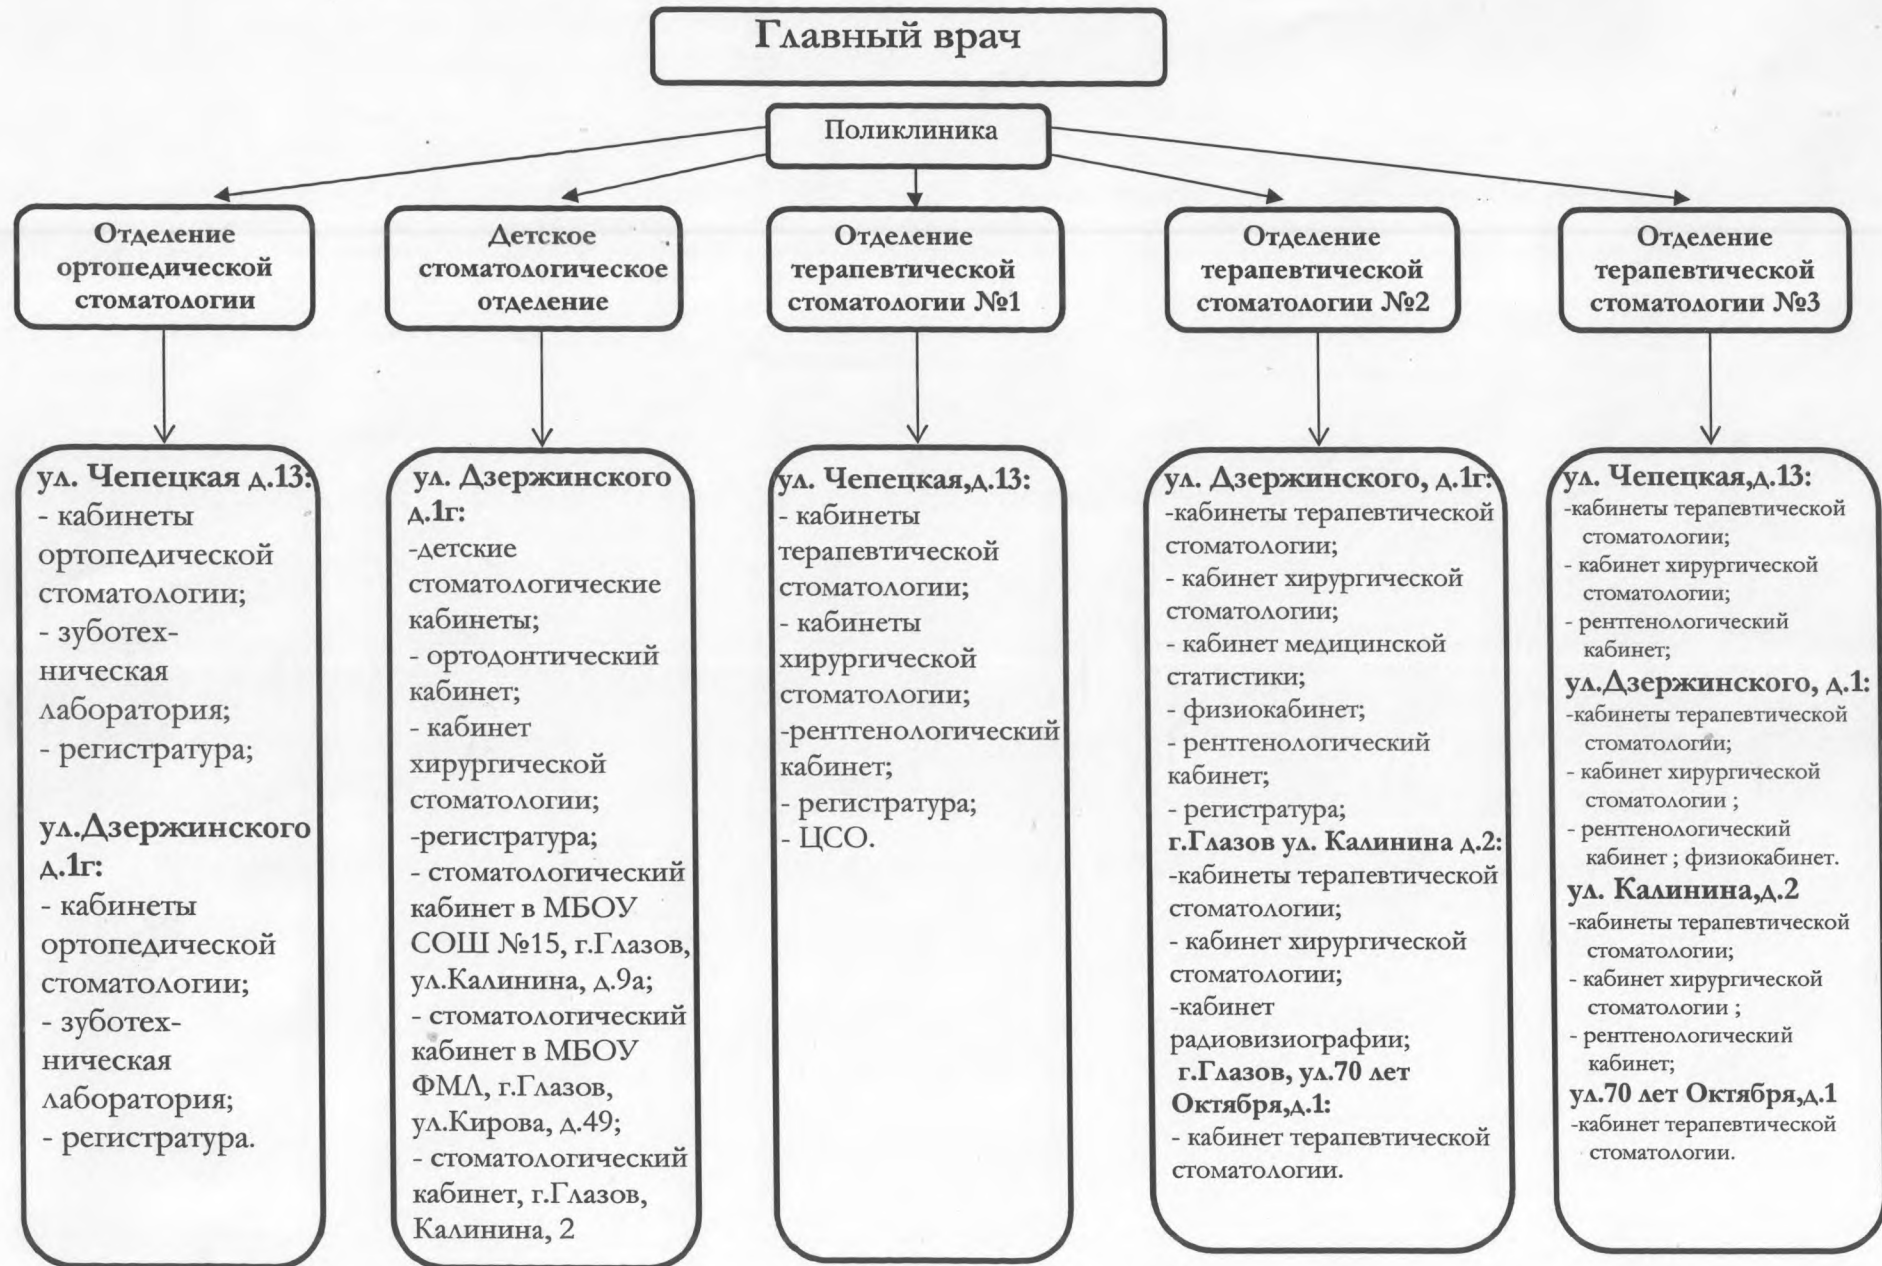 Главный врач
Поликлиника
Отделение
ортопедической
стоматологии
Детское
стоматологическое
отделение
Отделение
терапевтической
стоматологии №1
Отделение
терапевтической
стоматологии №2
Отделение
терапевтической
стоматологии №3
ул. Чепецкая д.13:
- кабинеты
ортопедической
стоматологии;
- зуботех-
ническая
лаборатория;
- регистратура;
ул.Дзержинского
д.1г:
- кабинеты
ортопедической
стоматологии;
- зуботех-
ническая
лаборатория;
- регистратура.
ул. Дзержинского
д.1г:
-детские
стоматологические
кабинеты;
- ортодонтический
кабинет;
- кабинет
хирургической
стоматологии;
-регистратура;
- стоматологический
кабинет в МБОУ
СОШ №15, г.Глазов,
ул.Калинина, д.9а;
- стоматологический
кабинет в МБОУ
ФМЛ, г.Глазов,
ул.Кирова, д.49;
- стоматологический
кабинет, г.Глазов,
Калинина, 2
ул. Чепецкая,д.13:
- кабинеты
терапевтической
стоматологии;
- кабинеты
хирургической
стоматологии;
-рентгенологический
кабинет;
- регистратура;
- ЦСО.
ул. Дзержинского, д.1г:
-кабинеты терапевтической
стоматологии;
- кабинет хирургической
стоматологии;
- кабинет медицинской
статистики;
- физиокабинет;
- рентгенологический
кабинет;
- регистратура;
г.Глазов ул. Калинина д.2:
-кабинеты терапевтической
стоматологии;
- кабинет хирургической
стоматологии;
-кабинет
радиовизиографии;
г.Глазов, ул.70 лет
Октября,д.1:
- кабинет терапевтической
стоматологии.
ул. Чепецкая,д.13:
-кабинеты терапевтической
стоматологии;
- кабинет хирургической
стоматологии;
- рентгенологический
кабинет;
ул.Дзержинского, д.1:
-кабинеты терапевтической
стоматологии;
- кабинет хирургической
стоматологии ;
- рентгенологический
кабинет ; физиокабинет.
ул. Калинина,д.2
-кабинеты терапевтической
стоматологии;
- кабинет хирургической
стоматологии ;
- рентгенологический
кабинет;
ул.70 лет Октября,д.1
-кабинет терапевтической
стоматологии.